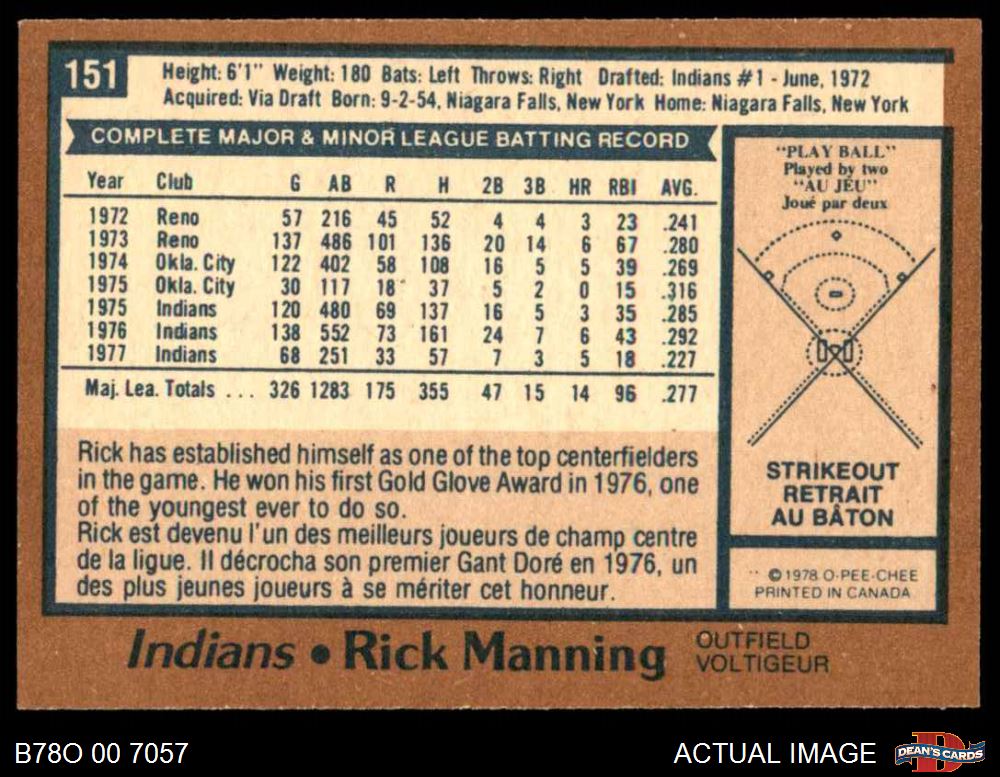 151
Height: 6'1" Weight: 180 Bats: Left Throws: Right Drafted: Indians #1 - June, 1972
Acquired: Via Draft Born: 9-2-54, Niagara Falls, New York Home: Niagara Falls, New York
COMPLETE MAJOR & MINOR LEAGUE BATTING RECORD
Year Club G AB R H 2B 3B HR RBI AVG.
1972 Reno 57 216 45 52 4 4 3 23 .241
1973 Reno 137 486 101 136 20 14 6 67 .280
1974 Okla. City 122 402 58 108 16 5 5 39 .269
1975 Okla. City 30 117 18 37 5 2 0 15 .316
1975 Indians 120 480 69 137 16 5 3 35 .285
1976 Indians 138 552 73 161 24 7 6 43 .292
1977 Indians 68 251 33 57 7 3 5 18 .227
Maj. Lea. Totals ... 326 1283 175 355 47 15 14 96 .277
Rick has established himself as one of the top centerfielders
in the game. He won his first Gold Glove Award in 1976, one
of the youngest ever to do so.
Rick est devenu l'un des meilleurs joueurs de champ centre
de la ligue. Il décrocha son premier Gant Doré en 1976, un
des plus jeunes joueurs à se mériter cet honneur.
"PLAY BALL"
Played by two
"AU JEU"
Joué par deux
STRIKEOUT
RETRAIT
AU BÂTON
©1978 O-PEE-CHEE
PRINTED IN CANADA
Indians • Rick Manning
OUTFIELD
VOLTIGEUR
B78O 00 7057
ACTUAL IMAGE
DEAN'S CARDS